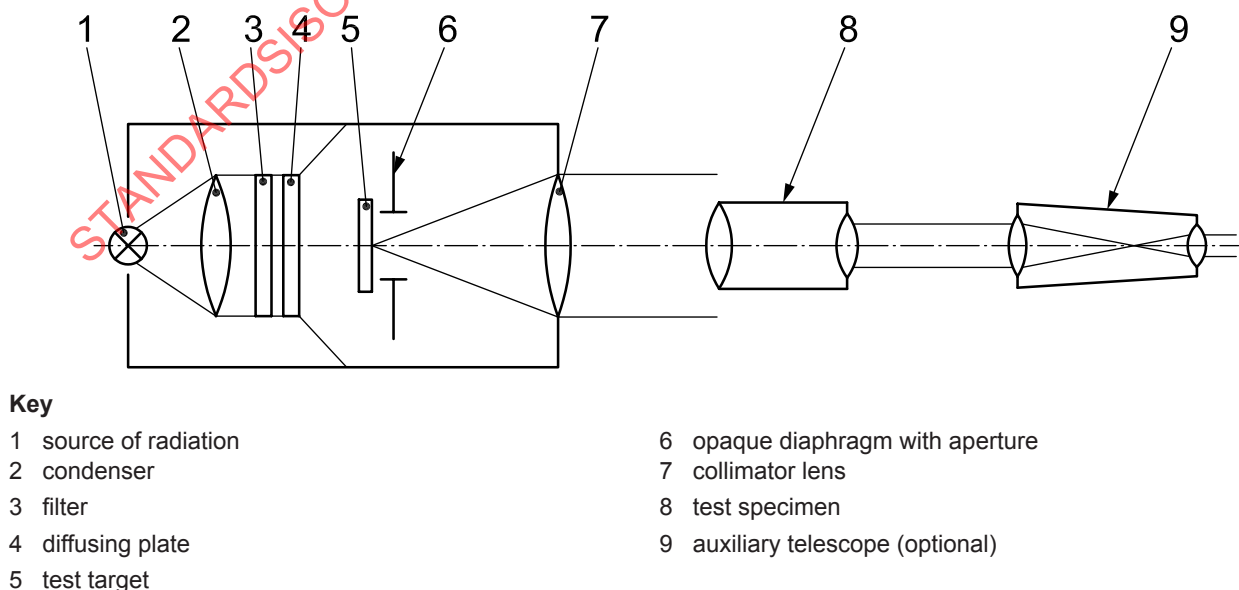 1 2 3 4 5 6 7 8 9
STANDARDSISO
Key
1 source of radiation
2 condenser
3 filter
4 diffusing plate
5 test target
6 opaque diaphragm with aperture
7 collimator lens
8 test specimen
9 auxiliary telescope (optional)